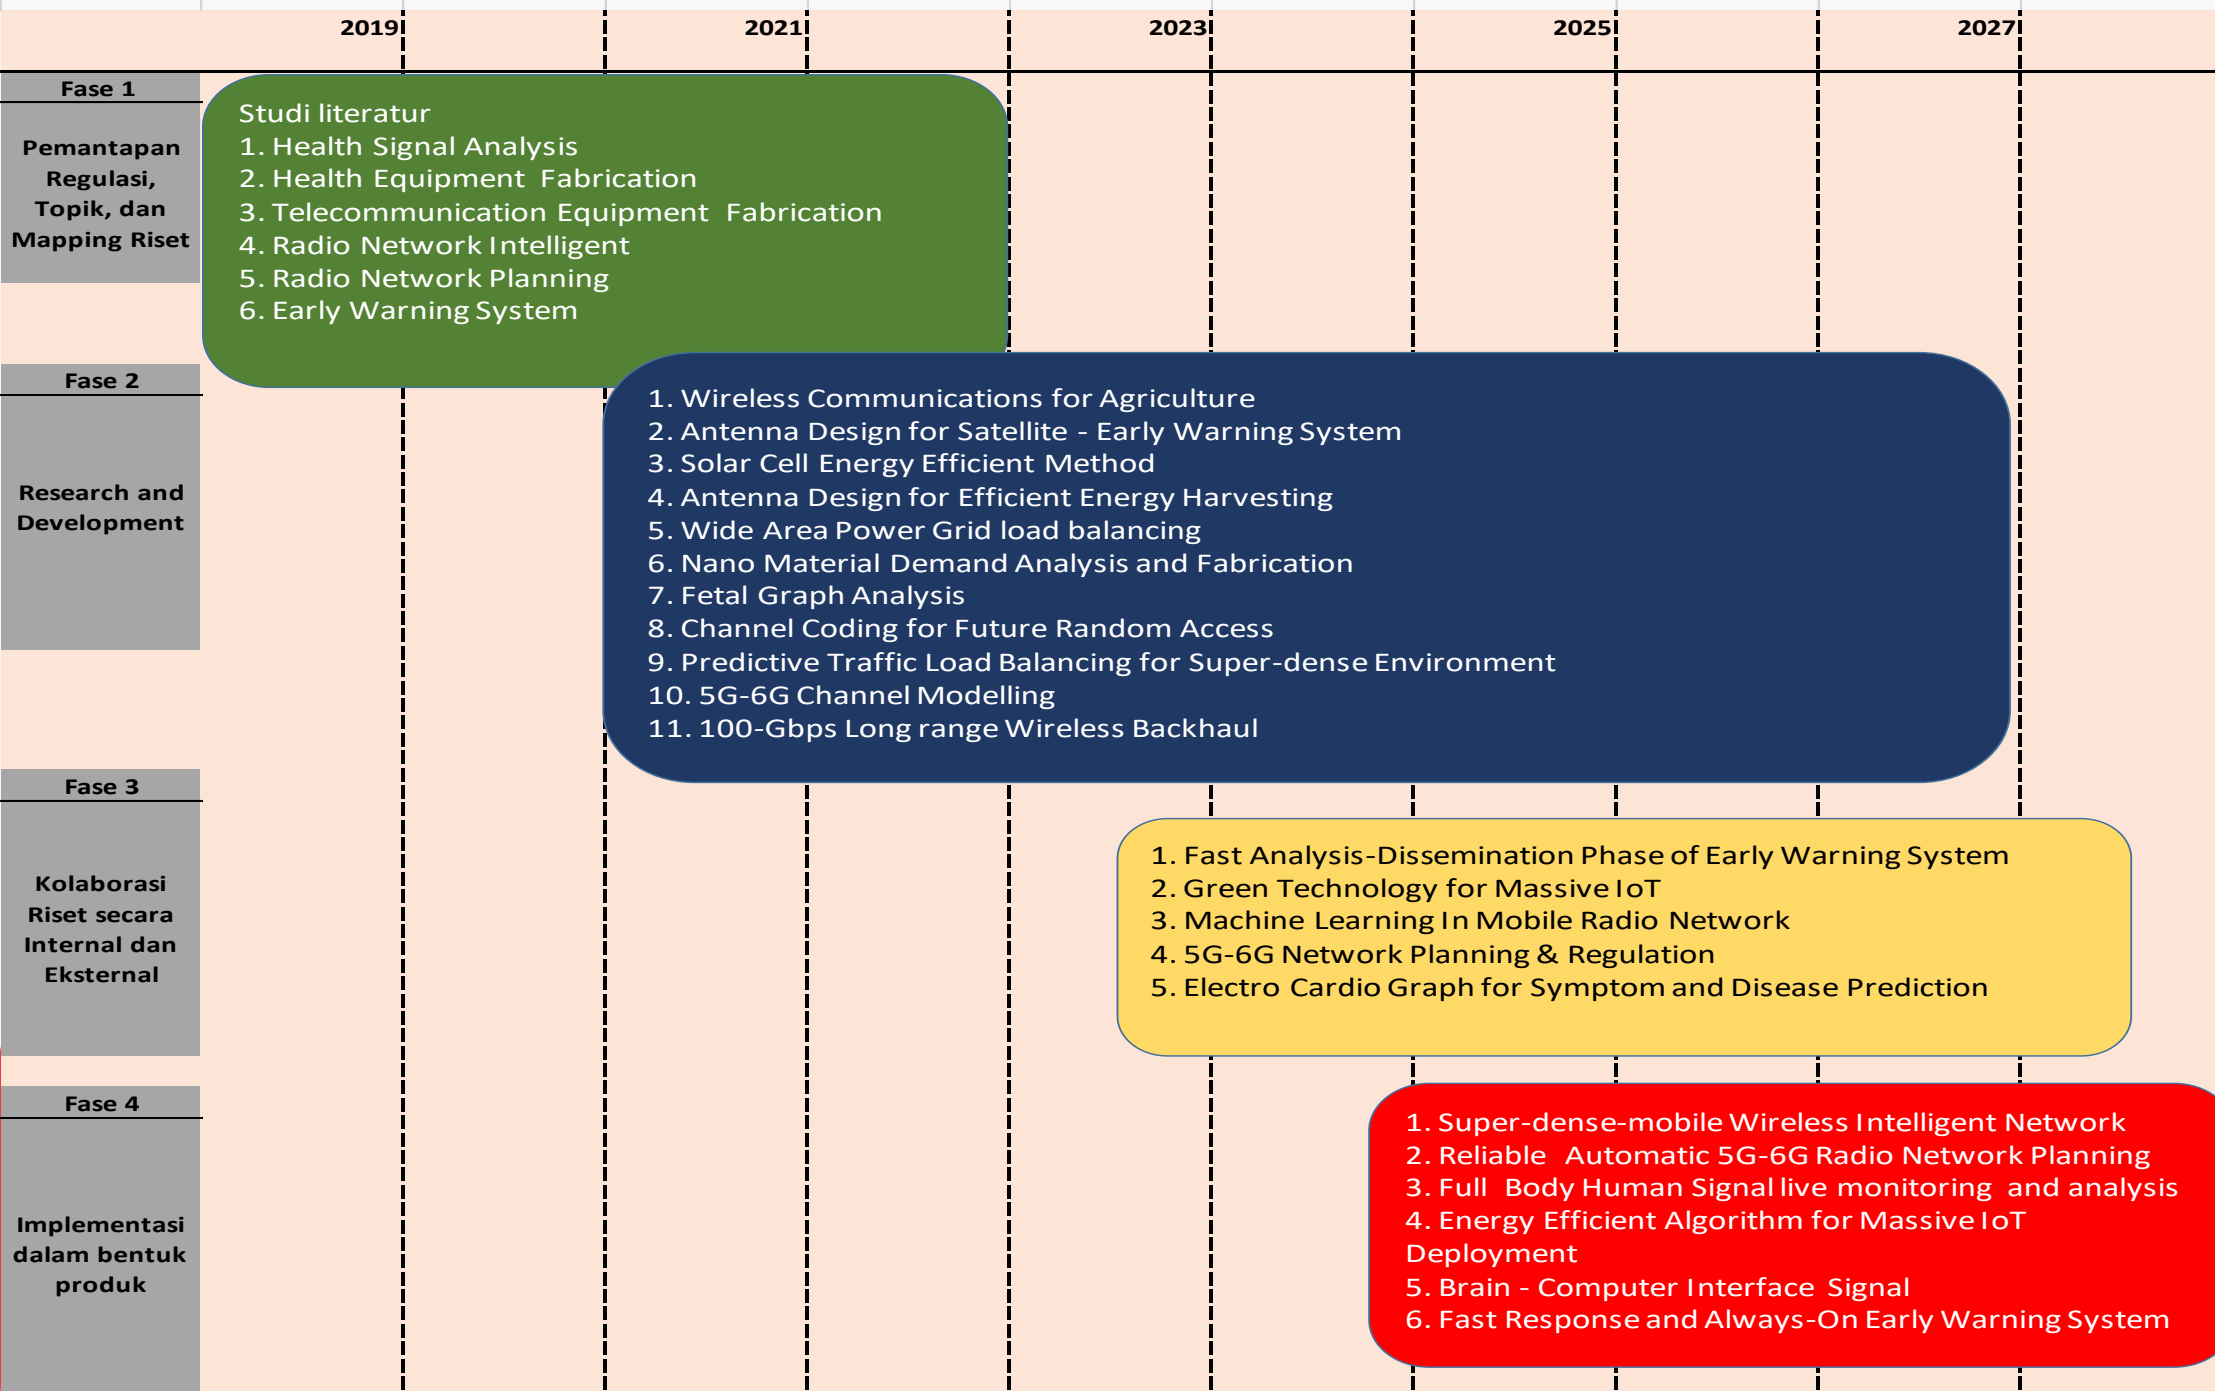 2019
2021
2023
2025
2027
Fase 1
Pemantapan
Regulasi,
Topik, dan
Mapping Riset
Studi literatur
1. Health Signal Analysis
2. Health Equipment Fabrication
3. Telecommunication Equipment Fabrication
4. Radio Network Intelligent
5. Radio Network Planning
6. Early Warning System
Fase 2
Research and
Development
1. Wireless Communications for Agriculture
2. Antenna Design for Satellite - Early Warning System
3. Solar Cell Energy Efficient Method
4. Antenna Design for Efficient Energy Harvesting
5. Wide Area Power Grid load balancing
6. Nano Material Demand Analysis and Fabrication
7. Fetal Graph Analysis
8. Channel Coding for Future Random Access
9. Predictive Traffic Load Balancing for Super-dense Environment
10. 5G-6G Channel Modelling
11. 100-Gbps Long range Wireless Backhaul
Fase 3
Kolaborasi
Riset secara
Internal dan
Eksternal
1. Fast Analysis-Dissemination Phase of Early Warning System
2. Green Technology for Massive IoT
3. Machine Learning In Mobile Radio Network
4. 5G-6G Network Planning & Regulation
5. Electro Cardio Graph for Symptom and Disease Prediction
Fase 4
Implementasi
dalam bentuk
produk
1. Super-dense-mobile Wireless Intelligent Network
2. Reliable Automatic 5G-6G Radio Network Planning
3. Full Body Human Signal live monitoring and analysis
4. Energy Efficient Algorithm for Massive IoT
Deployment
5. Brain - Computer Interface Signal
6. Fast Response and Always-On Early Warning System